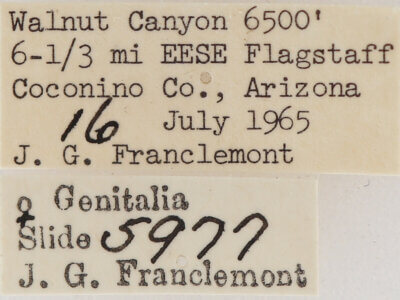 Walnut Canyon 6500'
6-1/3 mi EESE Flagstaff
Coconino Co., Arizona
16 July 1965
J. G. Franclemont
♀ Genitalia
Slide 5977
J. G. Franclemont